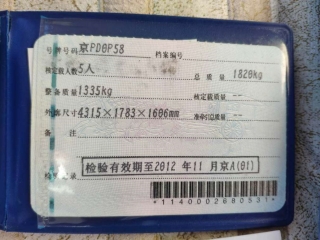 号牌号码 京PD0P58 档案编号
核定载人数 5人 总质量 1820kg
整备质量 1335kg 核定载质量 --
外廓尺寸 4315×1783×1606mm 准牵引总质量 --
备注
检验有效期至2012 年 11 月京A(01)
检验记录
*1140002680531*